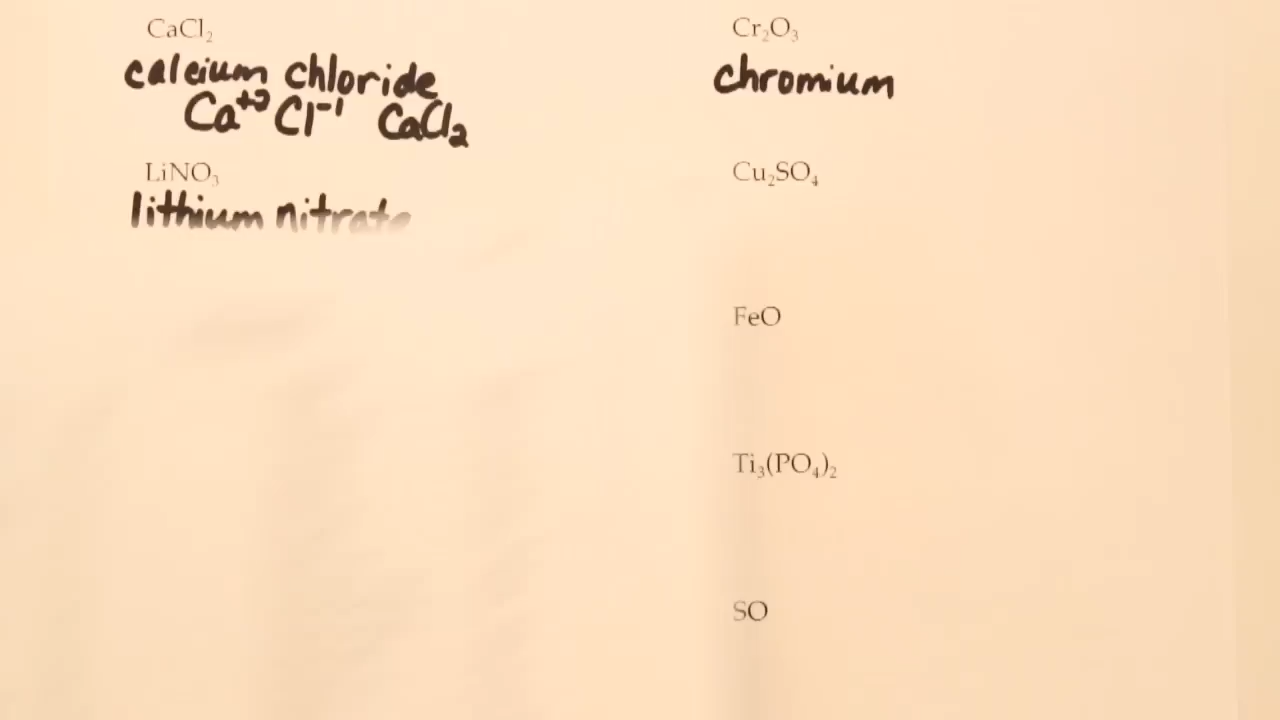 CaCl₂
calcium chloride
Ca⁺² Cl⁻¹ CaCl₂
LiNO₃
lithium nitrate
Cr₂O₃
chromium
Cu₂SO₄
FeO
Ti₃(PO₄)₂
SO